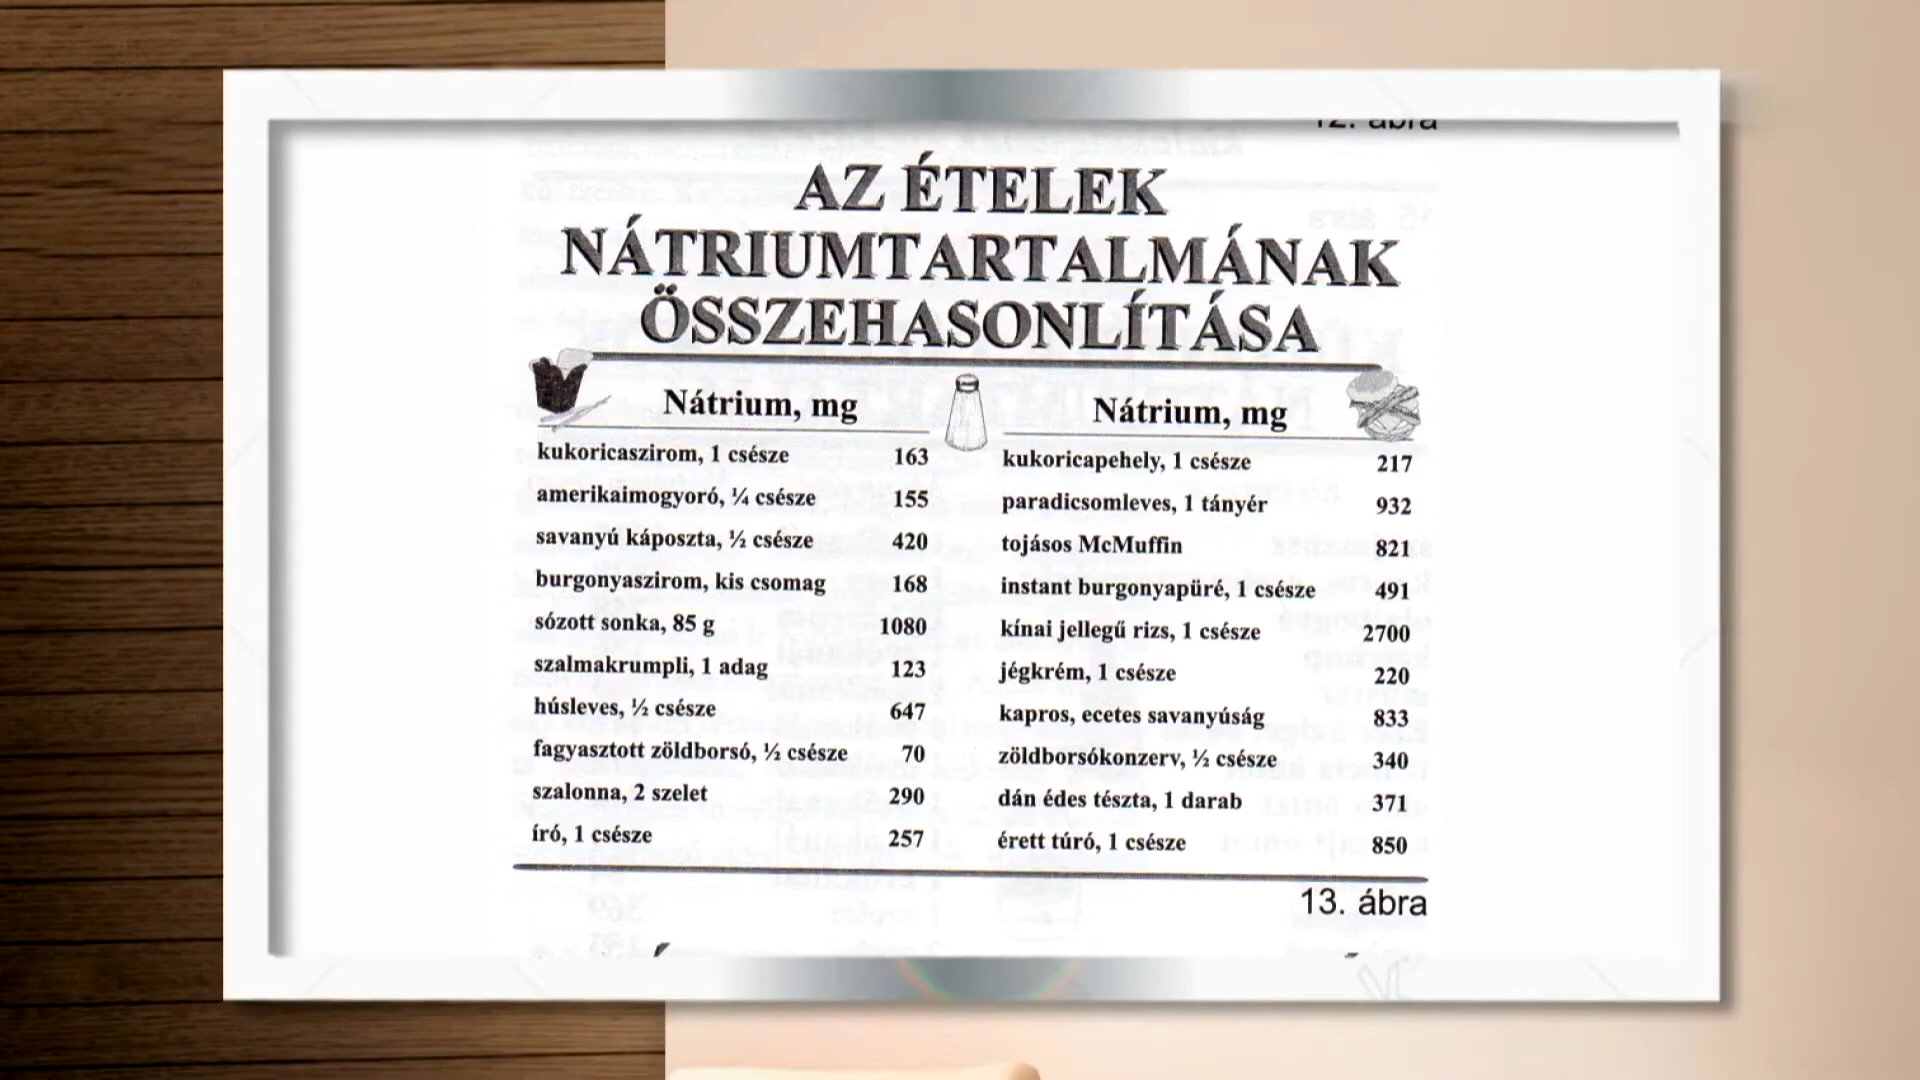 12. ábra
AZ ÉTELEK
NÁTRIUMTARTALMÁNAK
ÖSSZEHASONLÍTÁSA
Nátrium, mg
kukoricaszirom, 1 csésze 163
amerikaimogyoró, ¼ csésze 155
savanyú káposzta, ½ csésze 420
burgonyaszirom, kis csomag 168
sózott sonka, 85 g 1080
szalmakrumpli, 1 adag 123
húsleves, ½ csésze 647
fagyasztott zöldborsó, ½ csésze 70
szalonna, 2 szelet 290
író, 1 csésze 257
Nátrium, mg
kukoricapehely, 1 csésze 217
paradicsomleves, 1 tányér 932
tojásos McMuffin 821
instant burgonyapüré, 1 csésze 491
kínai jellegű rizs, 1 csésze 2700
jégkrém, 1 csésze 220
kapros, ecetes savanyúság 833
zöldborsókonzerv, ½ csésze 340
dán édes tészta, 1 darab 371
érett túró, 1 csésze 850
13. ábra